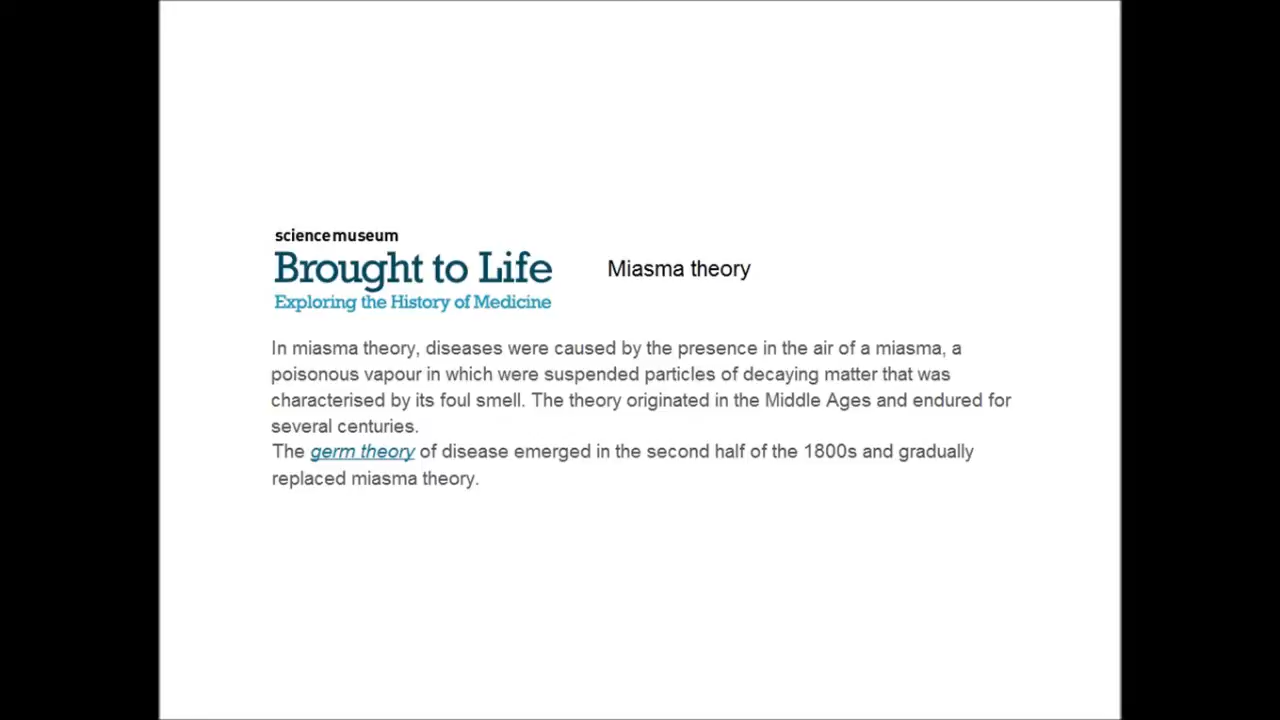 sciencemuseum
Brought to Life
Exploring the History of Medicine
Miasma theory
In miasma theory, diseases were caused by the presence in the air of a miasma, a
poisonous vapour in which were suspended particles of decaying matter that was
characterised by its foul smell. The theory originated in the Middle Ages and endured for
several centuries.
The germ theory of disease emerged in the second half of the 1800s and gradually
replaced miasma theory.